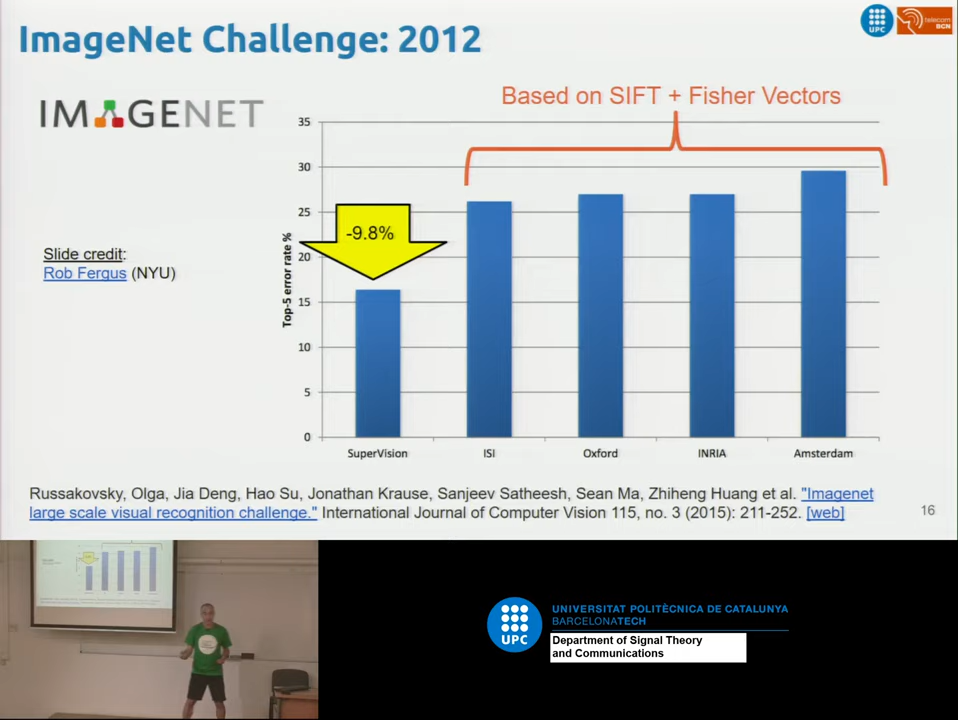 ImageNet Challenge: 2012
UPC
telecom
BCN
IMAGENET
Based on SIFT + Fisher Vectors
35
30
25
20
15
10
5
0
Top-5 error rate %
-9.8%
Slide credit:
Rob Fergus (NYU)
SuperVision
ISI
Oxford
INRIA
Amsterdam
Russakovsky, Olga, Jia Deng, Hao Su, Jonathan Krause, Sanjeev Satheesh, Sean Ma, Zhiheng Huang et al. "Imagenet
large scale visual recognition challenge." International Journal of Computer Vision 115, no. 3 (2015): 211-252. [web]
16
UPC
UNIVERSITAT POLITÈCNICA DE CATALUNYA
BARCELONATECH
Department of Signal Theory
and Communications